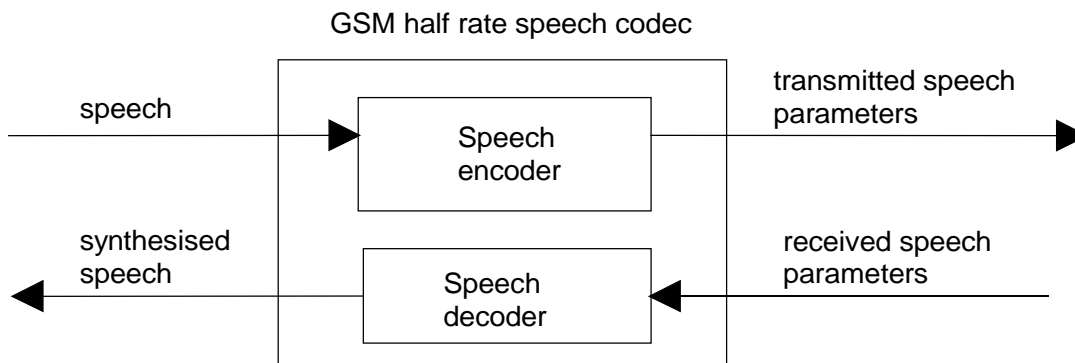 GSM half rate speech codec
speech
Speech
encoder
transmitted speech
parameters
synthesised
speech
Speech
decoder
received speech
parameters